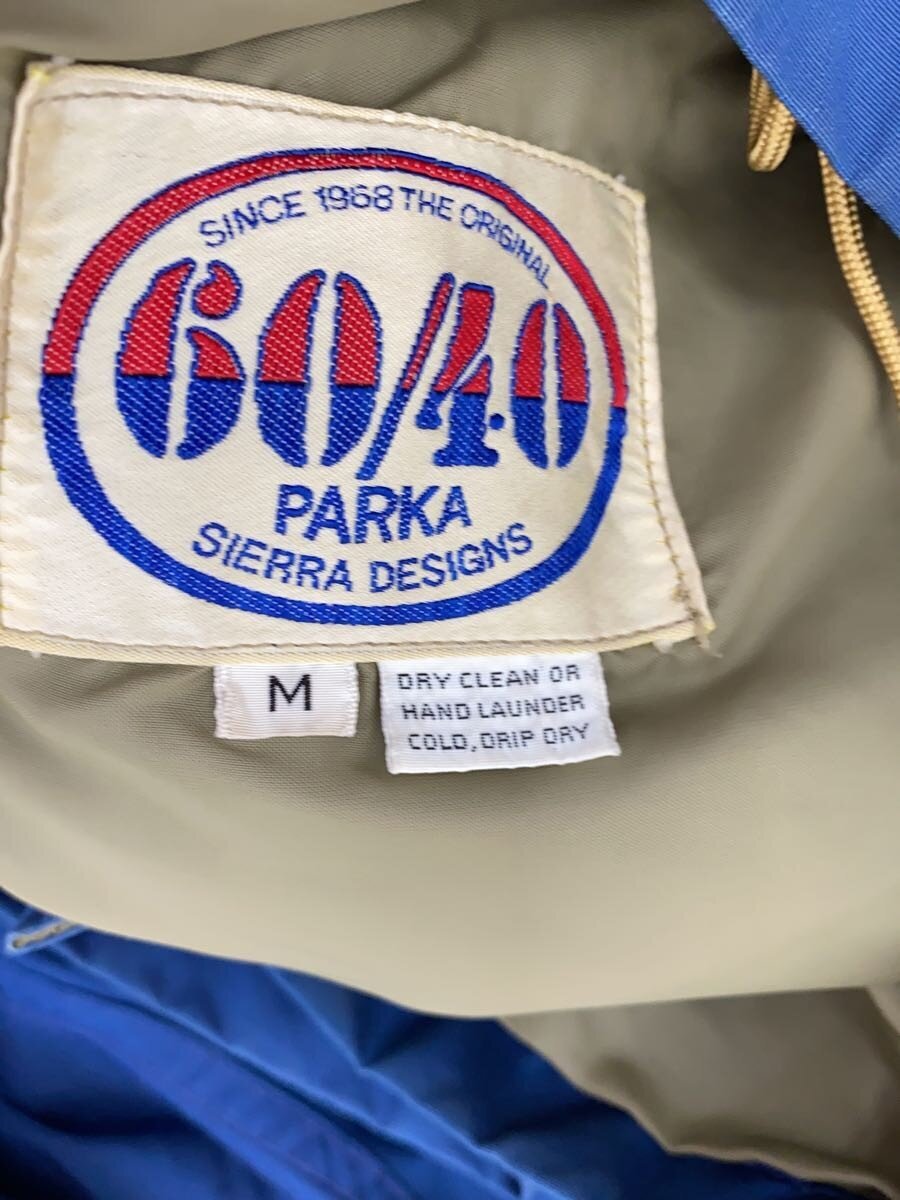 SINCE 1968 THE ORIGINAL
60/40
PARKA
SIERRA DESIGNS
M
DRY CLEAN OR
HAND LAUNDER
COLD, DRIP DRY